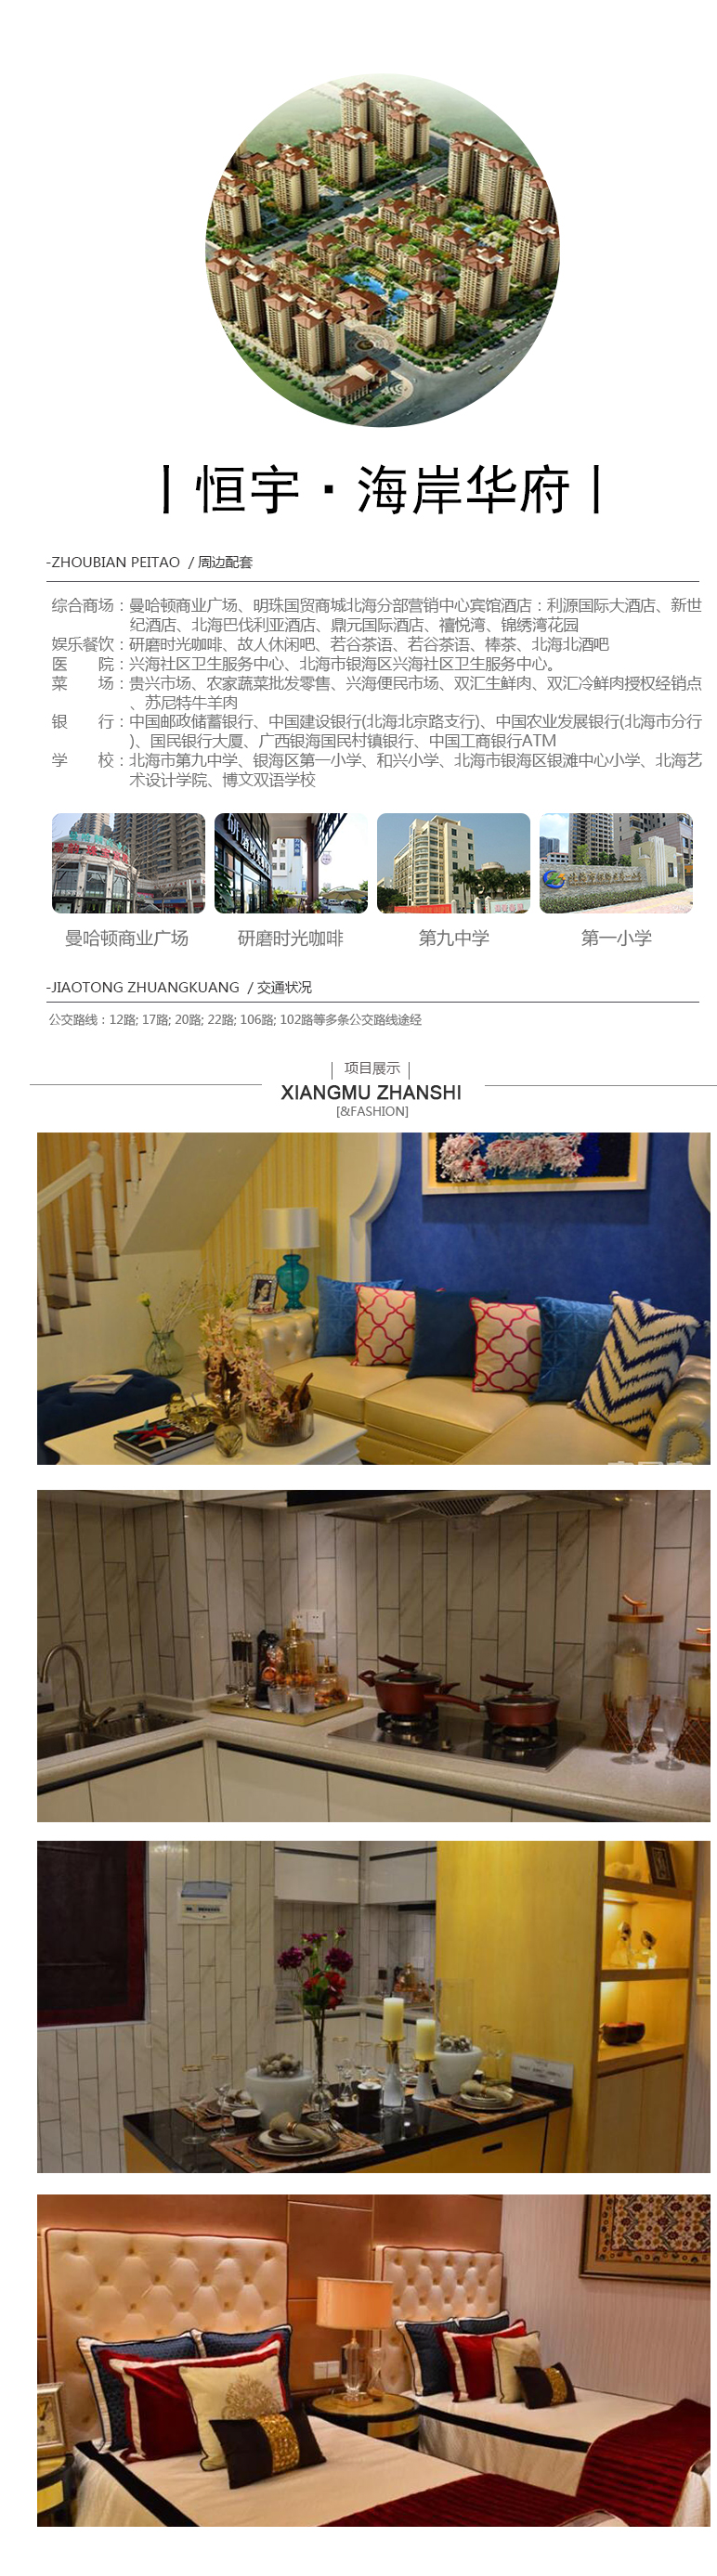 丨恒宇·海岸华府丨
-ZHOUBIAN PEITAO / 周边配套
综合商场：曼哈顿商业广场、明珠国贸商城北海分部营销中心宾馆酒店：利源国际大酒店、新世
纪酒店、北海巴伐利亚酒店、鼎元国际酒店、禧悦湾、锦绣湾花园
娱乐餐饮：研磨时光咖啡、故人休闲吧、若谷茶语、若谷茶语、棒茶、北海北酒吧
医　　院：兴海社区卫生服务中心、北海市银海区兴海社区卫生服务中心。
菜　　场：贵兴市场、农家蔬菜批发零售、兴海便民市场、双汇生鲜肉、双汇冷鲜肉授权经销点
、苏尼特牛羊肉
银　　行：中国邮政储蓄银行、中国建设银行(北海北京路支行)、中国农业发展银行(北海市分行
)、国民银行大厦、广西银海国民村镇银行、中国工商银行ATM
学　　校：北海市第九中学、银海区第一小学、和兴小学、北海市银海区银滩中心小学、北海艺
术设计学院、博文双语学校
曼哈顿商业广场 研磨时光咖啡 第九中学 第一小学
-JIAOTONG ZHUANGKUANG / 交通状况
公交路线：12路; 17路; 20路; 22路; 106路; 102路等多条公交路线途经
| 项目展示 |
XIANGMU ZHANSHI
[&FASHION]